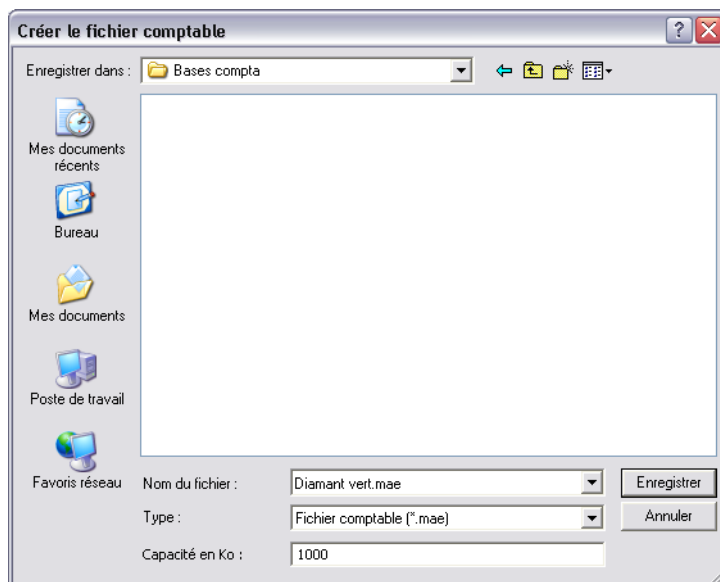 Créer le fichier comptable
Enregistrer dans :
Bases compta
Mes documents
récents
Bureau
Mes documents
Poste de travail
Favoris réseau
Nom du fichier :
Diamant vert.mae
Enregistrer
Type :
Fichier comptable (*.mae)
Annuler
Capacité en Ko :
1000